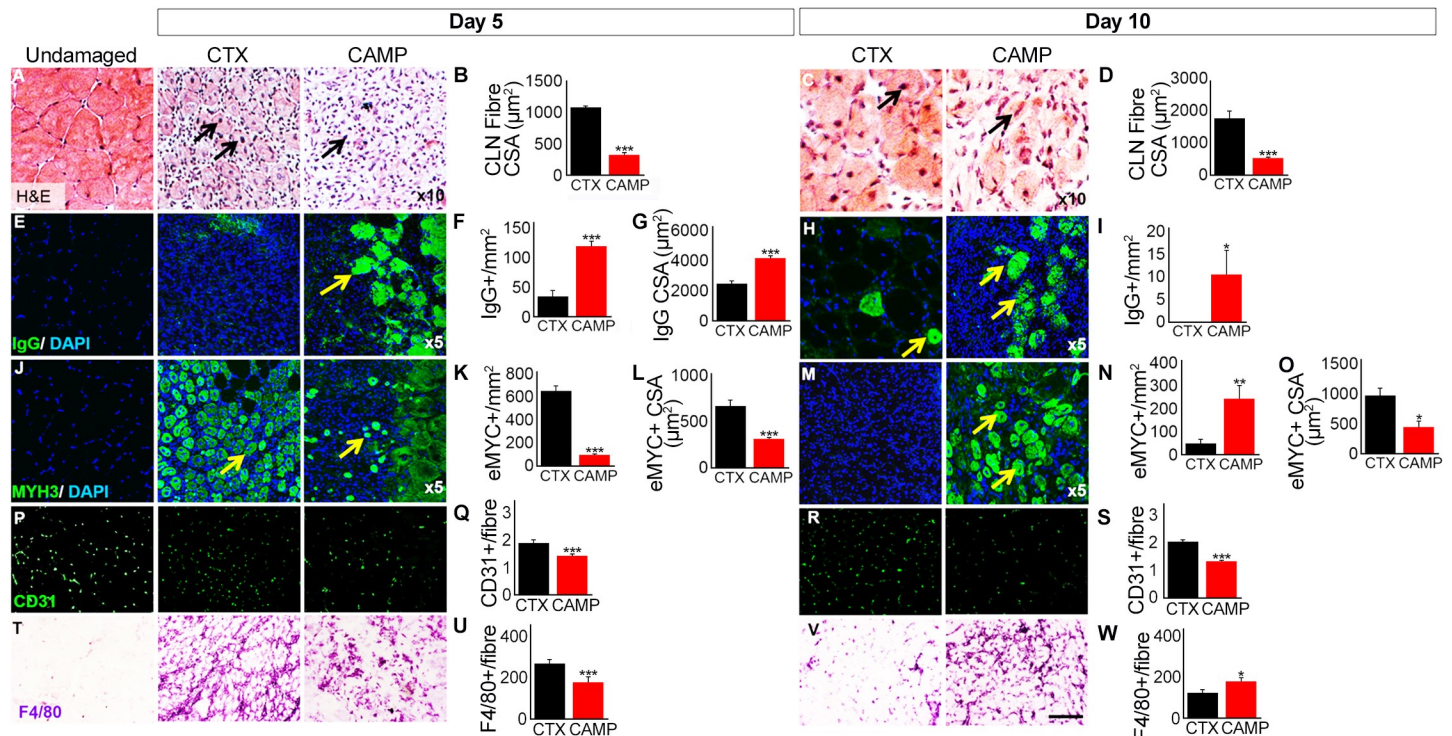 Day 5
Day 10
Undamaged
CTX
CAMP
CTX
CAMP
A
H&E
x10
B
CLN Fibre
CSA (µm²)
1500
1000
500
0
***
CTX CAMP
C
x10
D
CLN Fibre
CSA (µm²)
3000
2000
1000
0
***
CTX CAMP
E
IgG/ DAPI
x5
F
IgG+/mm²
150
100
50
0
***
CTX CAMP
G
IgG CSA (µm²)
6000
4000
2000
0
***
CTX CAMP
H
x5
I
IgG+/mm²
20
15
10
5
0
*
CTX CAMP
J
MYH3/ DAPI
x5
K
eMYC+/mm²
800
600
400
200
0
***
CTX CAMP
L
eMYC+ CSA
(µm²)
1000
500
0
***
CTX CAMP
M
x5
N
eMYC+/mm²
400
300
200
100
0
**
CTX CAMP
O
eMYC+ CSA
(µm²)
1500
1000
500
0
*
CTX CAMP
P
CD31
Q
CD31+/fibre
3
2
1
0
***
CTX CAMP
R
S
CD31+/fibre
3
2
1
0
***
CTX CAMP
T
F4/80
U
F4/80+/fibre
400
200
0
***
CTX CAMP
V
W
F4/80+/fibre
400
200
0
*
CTX CAMP